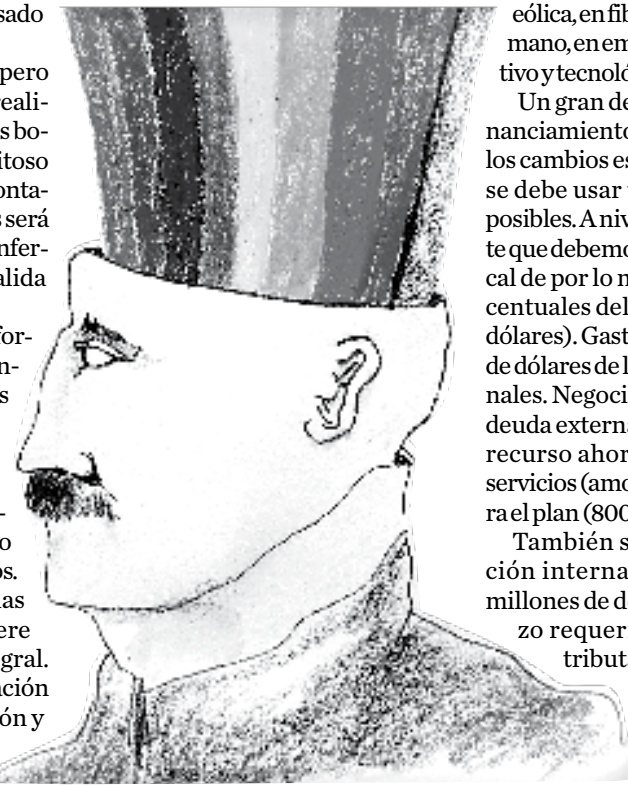 sado
pero
reali-
s bo-
itoso
onta-
s será
nfer-
alida
for-
n-
s
-
o
os.
las
ere
gral.
ación
ón y
eólica, en fib
mano, en em
tivo y tecnoló
Un gran de
nanciamiento
los cambios es
se debe usar
posibles. A niv
te que debemo
cal de por lo n
centuales del
dólares). Gast
de dólares de l
nales. Negoci
deuda externa
recurso ahor
servicios (amo
ra el plan (800
También s
ción interna
millones de d
zo requer
tribut